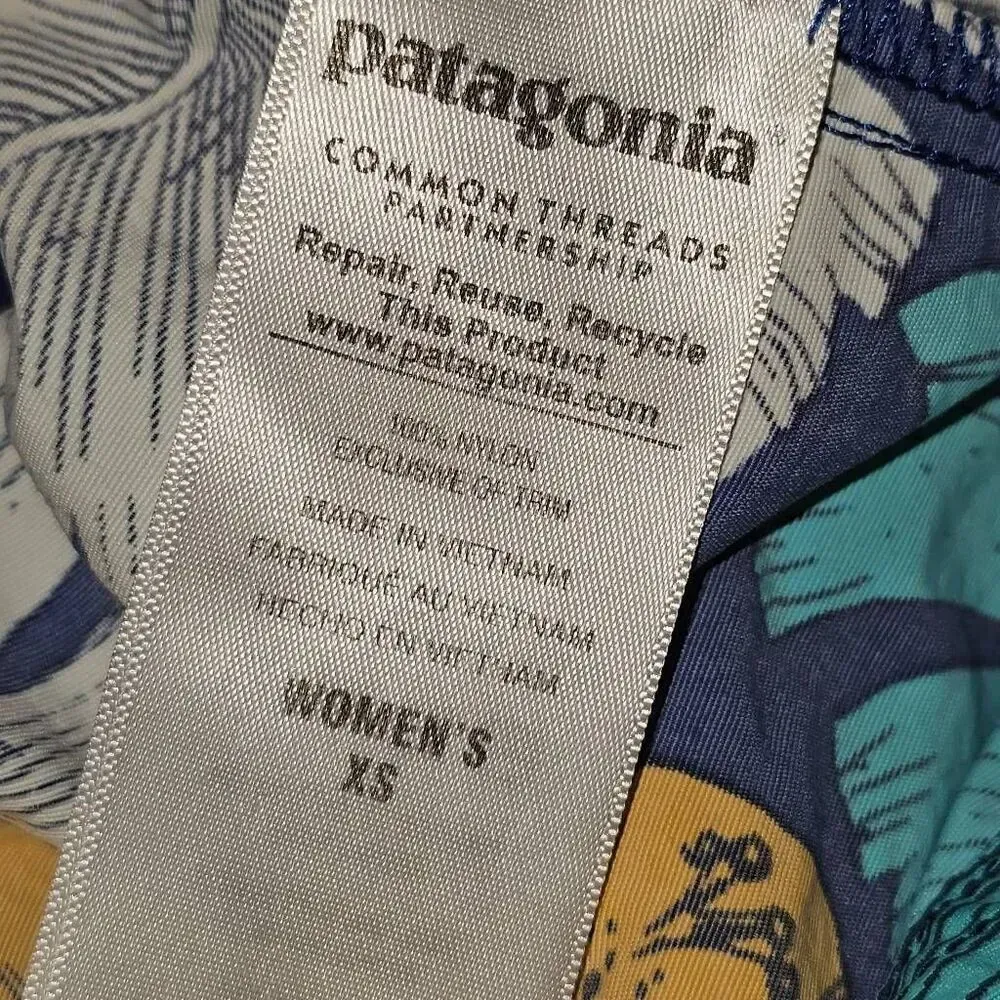 patagonia®
COMMON THREADS
PARTNERSHIP
Repair, Reuse, Recycle
This Product
www.patagonia.com
100% NYLON
EXCLUSIVE OF TRIM
MADE IN VIETNAM
FABRIQUÉ AU VIETNAM
HECHO EN VIETNAM
WOMEN'S
XS